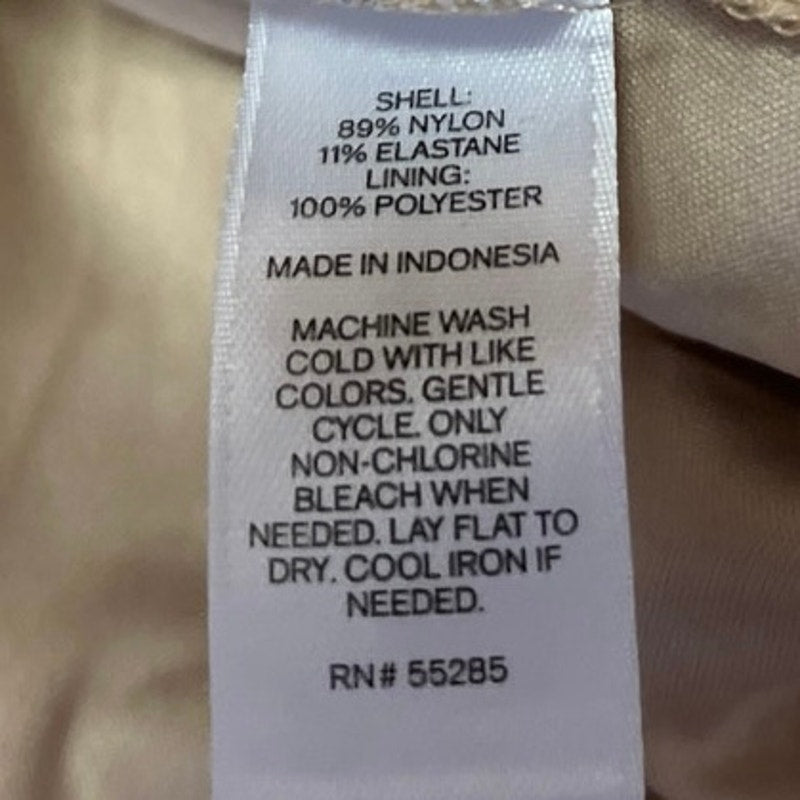 SHELL:
89% NYLON
11% ELASTANE
LINING:
100% POLYESTER
MADE IN INDONESIA
MACHINE WASH
COLD WITH LIKE
COLORS. GENTLE
CYCLE. ONLY
NON-CHLORINE
BLEACH WHEN
NEEDED. LAY FLAT TO
DRY. COOL IRON IF
NEEDED.
RN# 55285